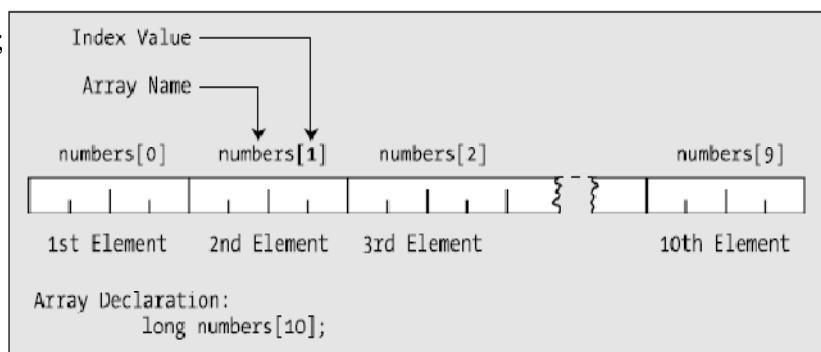 ;
Index Value
Array Name
numbers[0] numbers[1] numbers[2] numbers[9]
1st Element 2nd Element 3rd Element 10th Element
Array Declaration:
long numbers[10];